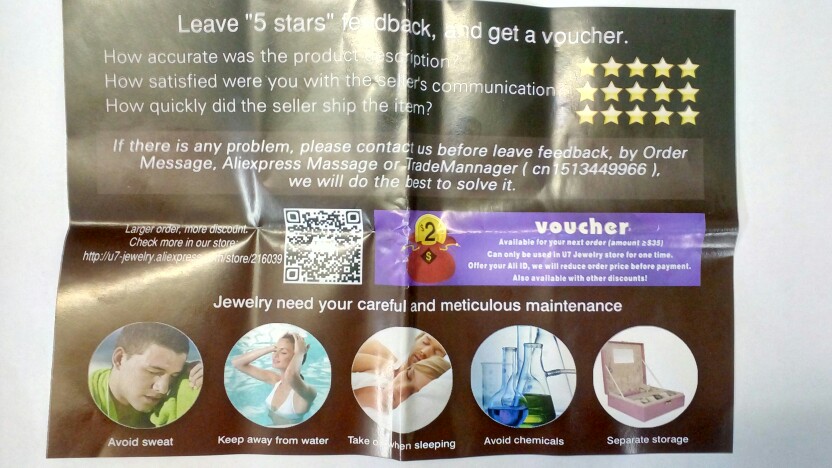 Leave "5 stars" feedback, and get a voucher.
How accurate was the product description?
How satisfied were you with the seller's communication?
How quickly did the seller ship the item?
If there is any problem, please contact us before leave feedback, by Order
Message, Aliexpress Massage or TradeMannager ( cn1513449966 ),
we will do the best to solve it.
Larger order, more discount.
Check more in our store:
http://u7-jewelry.aliexpress.com/store/216039
$2
$
voucher
Available for your next order (amount ≥$35)
Can only be used in U7 Jewelry store for one time.
Offer your Ali ID, we will reduce order price before payment.
Also available with other discounts!
Jewelry need your careful and meticulous maintenance
Avoid sweat
Keep away from water
Take off when sleeping
Avoid chemicals
Separate storage